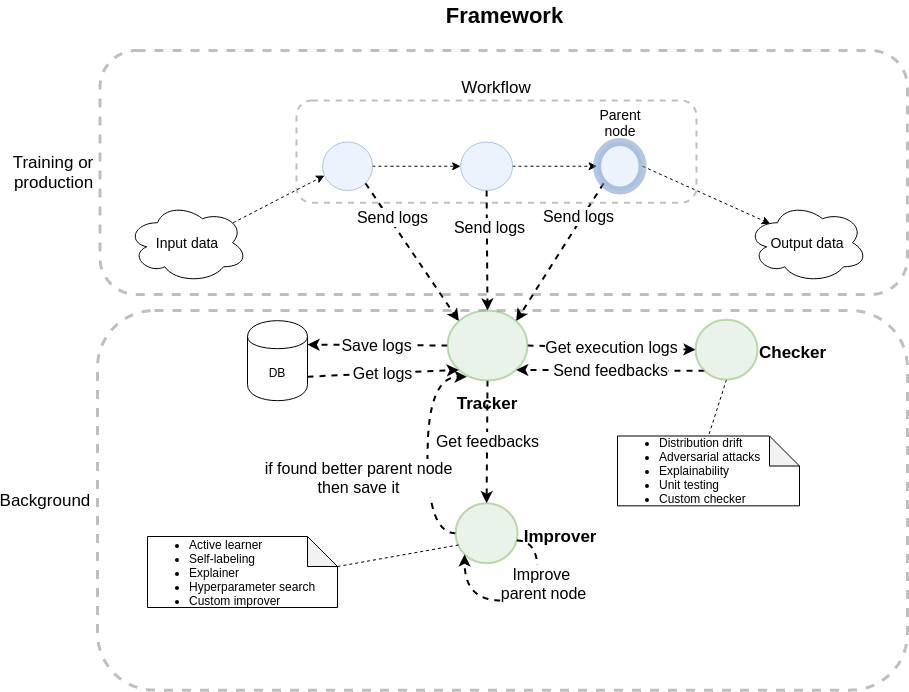 Framework
Workflow
Parent
node
Training or
production
Input data
Send logs
Send logs
Send logs
Output data
Save logs
Get logs
DB
Get execution logs
Send feedbacks
Checker
Tracker
Get feedbacks
Distribution drift
Adversarial attacks
Explainability
Unit testing
Custom checker
if found better parent node
then save it
Background
Improver
Active learner
Self-labeling
Explainer
Hyperparameter search
Custom improver
Improve
parent node